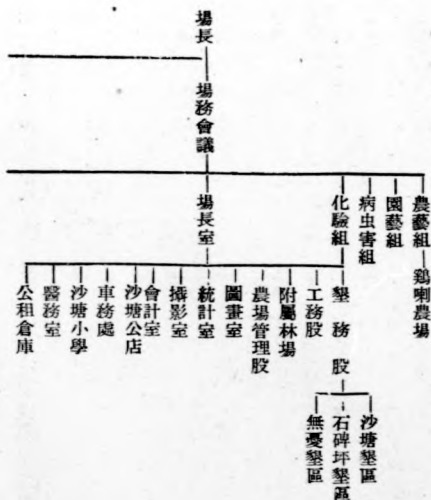 場長
場務會議
農藝組
鷄喇農場
園藝組
病虫害組
化驗組
場長室
墾務股
沙塘墾區
石碑坪墾區
無憂墾區
工務股
附屬林場
農場管理股
圖書室
統計室
攝影室
會計室
沙塘公店
車務處
沙塘小學
醫務室
公租倉庫